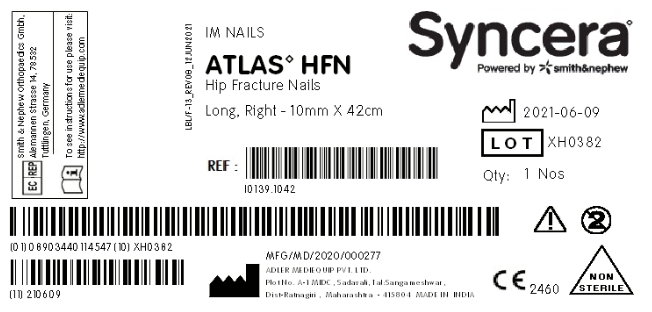 Smith & Nephew Orthopaedics Gmbh,
Alemannen Strasse 14, 78532
Tuttlingen, Germany
EC REP
To see instructions for use please visit:
http://www.adlermediequip.com
LBL/F-13_REV08_12JUN2021
IM NAILS
ATLAS° HFN
Hip Fracture Nails
Long, Right - 10mm X 42cm
REF :
I0139.1042
Syncera°
Powered by smith&nephew
2021-06-09
LOT XH0382
Qty: 1 Nos
(01) 08903440114547 (10) XH0382
(11) 210609
MFG/MD/2020/000277
ADLER MEDIEQUIP PVT. LTD.
Plot No. A-1 MIDC, Sadavali, Tal Sangameshwar,
Dist-Ratnagiri, Maharashtra - 415804 MADE IN INDIA
2
CE 2460
NON
STERILE